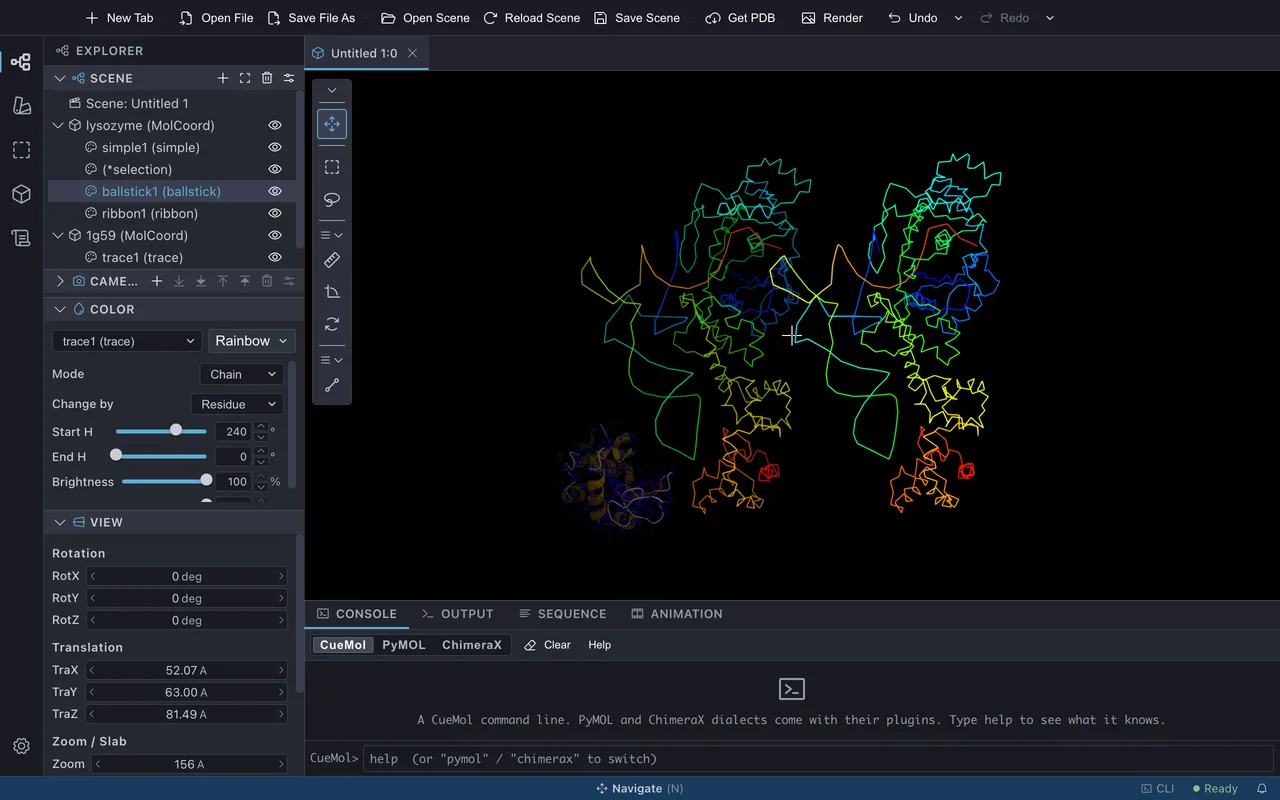 New Tab
Open File
Save File As
Open Scene
Reload Scene
Save Scene
Get PDB
Render
Undo
Redo
EXPLORER
Untitled 1:0
SCENE
Scene: Untitled 1
lysozyme (MolCoord)
simple1 (simple)
(*selection)
ballstick1 (ballstick)
ribbon1 (ribbon)
1g59 (MolCoord)
trace1 (trace)
CAME...
COLOR
trace1 (trace)
Rainbow
Mode
Chain
Change by
Residue
Start H
240
°
End H
0
°
Brightness
100
%
VIEW
Rotation
RotX
0 deg
RotY
0 deg
RotZ
0 deg
Translation
TraX
52.07 A
TraY
63.00 A
TraZ
81.49 A
Zoom / Slab
Zoom
156 A
CONSOLE
OUTPUT
SEQUENCE
ANIMATION
CueMol
PyMOL
ChimeraX
Clear
Help
A CueMol command line. PyMOL and ChimeraX dialects come with their plugins. Type help to see what it knows.
CueMol> help (or "pymol" / "chimerax" to switch)
Navigate (N)
CLI
Ready